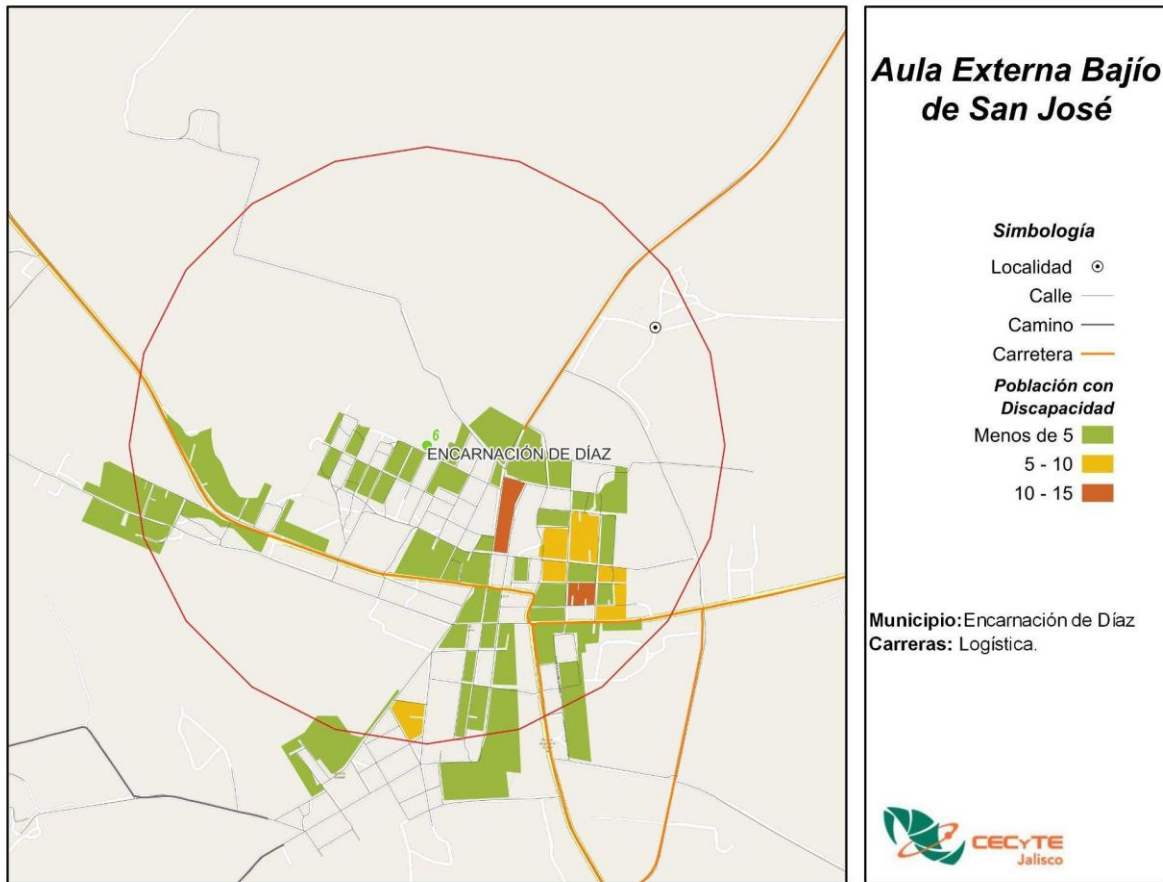 Aula Externa Bajío
de San José
Simbología
Localidad
Calle
Camino
Carretera
Población con
Discapacidad
Menos de 5
5 - 10
10 - 15
Municipio:Encarnación de Díaz
Carreras: Logística.
CECyTE
Jalisco
6
ENCARNACIÓN DE DÍAZ